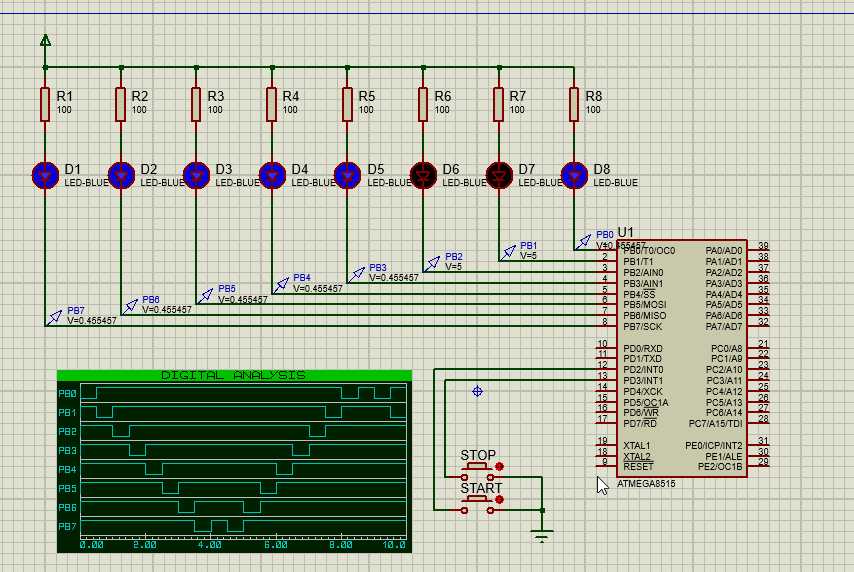 R1 R2 R3 R4 R5 R6 R7 R8
100 100 100 100 100 100 100 100
D1 D2 D3 D4 D5 D6 D7 D8
LED-BLUE LED-BLUE LED-BLUE LED-BLUE LED-BLUE LED-BLUE LED-BLUE LED-BLUE
PB0
V=0.455457
PB1
V=5
PB2
V=5
PB3
V=0.455457
PB4
V=0.455457
PB5
V=0.455457
PB6
V=0.455457
PB7
V=0.455457
U1
PB0/T0/OC0 PA0/AD0 39
2 PB1/T1 PA1/AD1 38
3 PB2/AIN0 PA2/AD2 37
4 PB3/AIN1 PA3/AD3 36
5 PB4/SS PA4/AD4 35
6 PB5/MOSI PA5/AD5 34
7 PB6/MISO PA6/AD6 33
8 PB7/SCK PA7/AD7 32
10 PD0/RXD PC0/A8 21
11 PD1/TXD PC1/A9 22
12 PD2/INT0 PC2/A10 23
13 PD3/INT1 PC3/A11 24
14 PD4/XCK PC4/A12 25
15 PD5/OC1A PC5/A13 26
16 PD6/WR PC6/A14 27
17 PD7/RD PC7/A15/TDI 28
19 XTAL1 PE0/ICP/INT2 31
18 XTAL2 PE1/ALE 30
9 RESET PE2/OC1B 29
ATMEGA8515
STOP
START
DIGITAL ANALYSIS
PB0
PB1
PB2
PB3
PB4
PB5
PB6
PB7
0.00 2.00 4.00 6.00 8.00 10.0